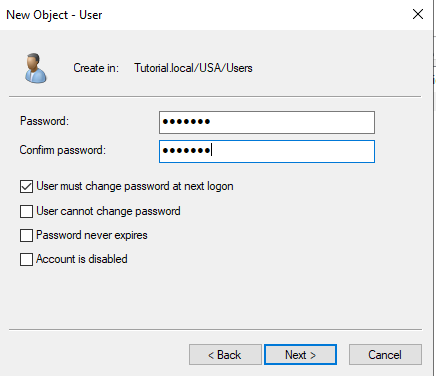 New Object - User
Create in: Tutorial.local/USA/Users
Password: •••••••
Confirm password: •••••••
User must change password at next logon
User cannot change password
Password never expires
Account is disabled
< Back Next > Cancel